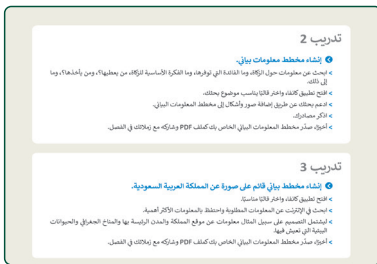 تدريب 2
إنشاء مخطط معلومات بياني.
> ابحث عن معلومات حول الزكاة، وما الفائدة التي توفرها، وما الفكرة الأساسية للزكاة، من يعطيها؟، ومن يأخذها؟، وما إلى ذلك.
> افتح تطبيق كانفا، واختر قالبًا يناسب موضوع بحثك.
> ادعم بحثك عن طريق إضافة صور وأشكال إلى مخطط المعلومات البياني.
> اذكر مصادرك.
> أخيرًا، صدّر مخطط المعلومات البياني الخاص بك كملف PDF وشاركه مع زملائك في الفصل.
تدريب 3
إنشاء مخطط بياني قائم على صورة عن المملكة العربية السعودية.
> افتح تطبيق كانفا، واختر قالبًا مناسبًا.
> ابحث في الإنترنت عن المعلومات المطلوبة واحتفظ بالمعلومات الأكثر أهمية.
> ليشتمل التصميم على سبيل المثال معلومات عن موقع المملكة والمدن الرئيسة بها والمناخ الجغرافي والحيوانات
البيئية التي تعيش فيها.
> أخيرًا، صدّر مخطط المعلومات البياني الخاص بك كملف PDF وشاركه مع زملائك في الفصل.